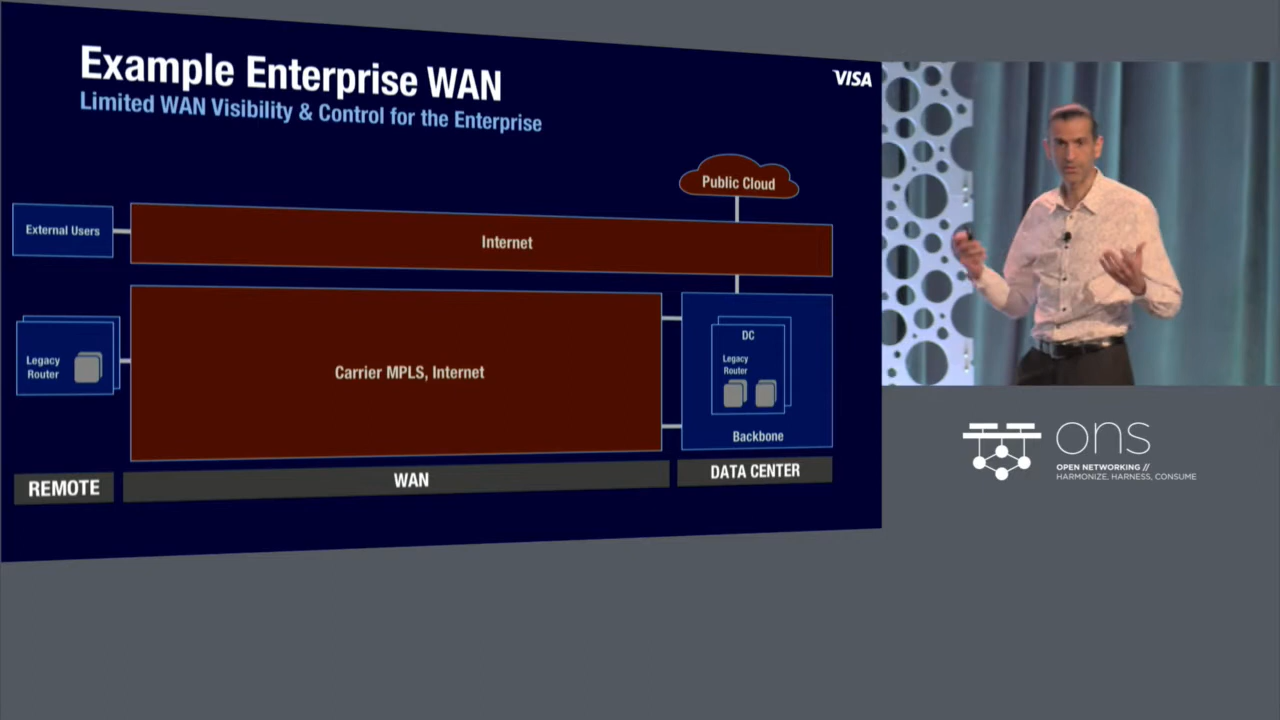 Example Enterprise WAN
VISA
Limited WAN Visibility & Control for the Enterprise
Public Cloud
External Users
Internet
Legacy
Router
Carrier MPLS, Internet
DC
Legacy
Router
Backbone
REMOTE
WAN
DATA CENTER
ons
OPEN NETWORKING //
HARMONIZE, HARNESS, CONSUME